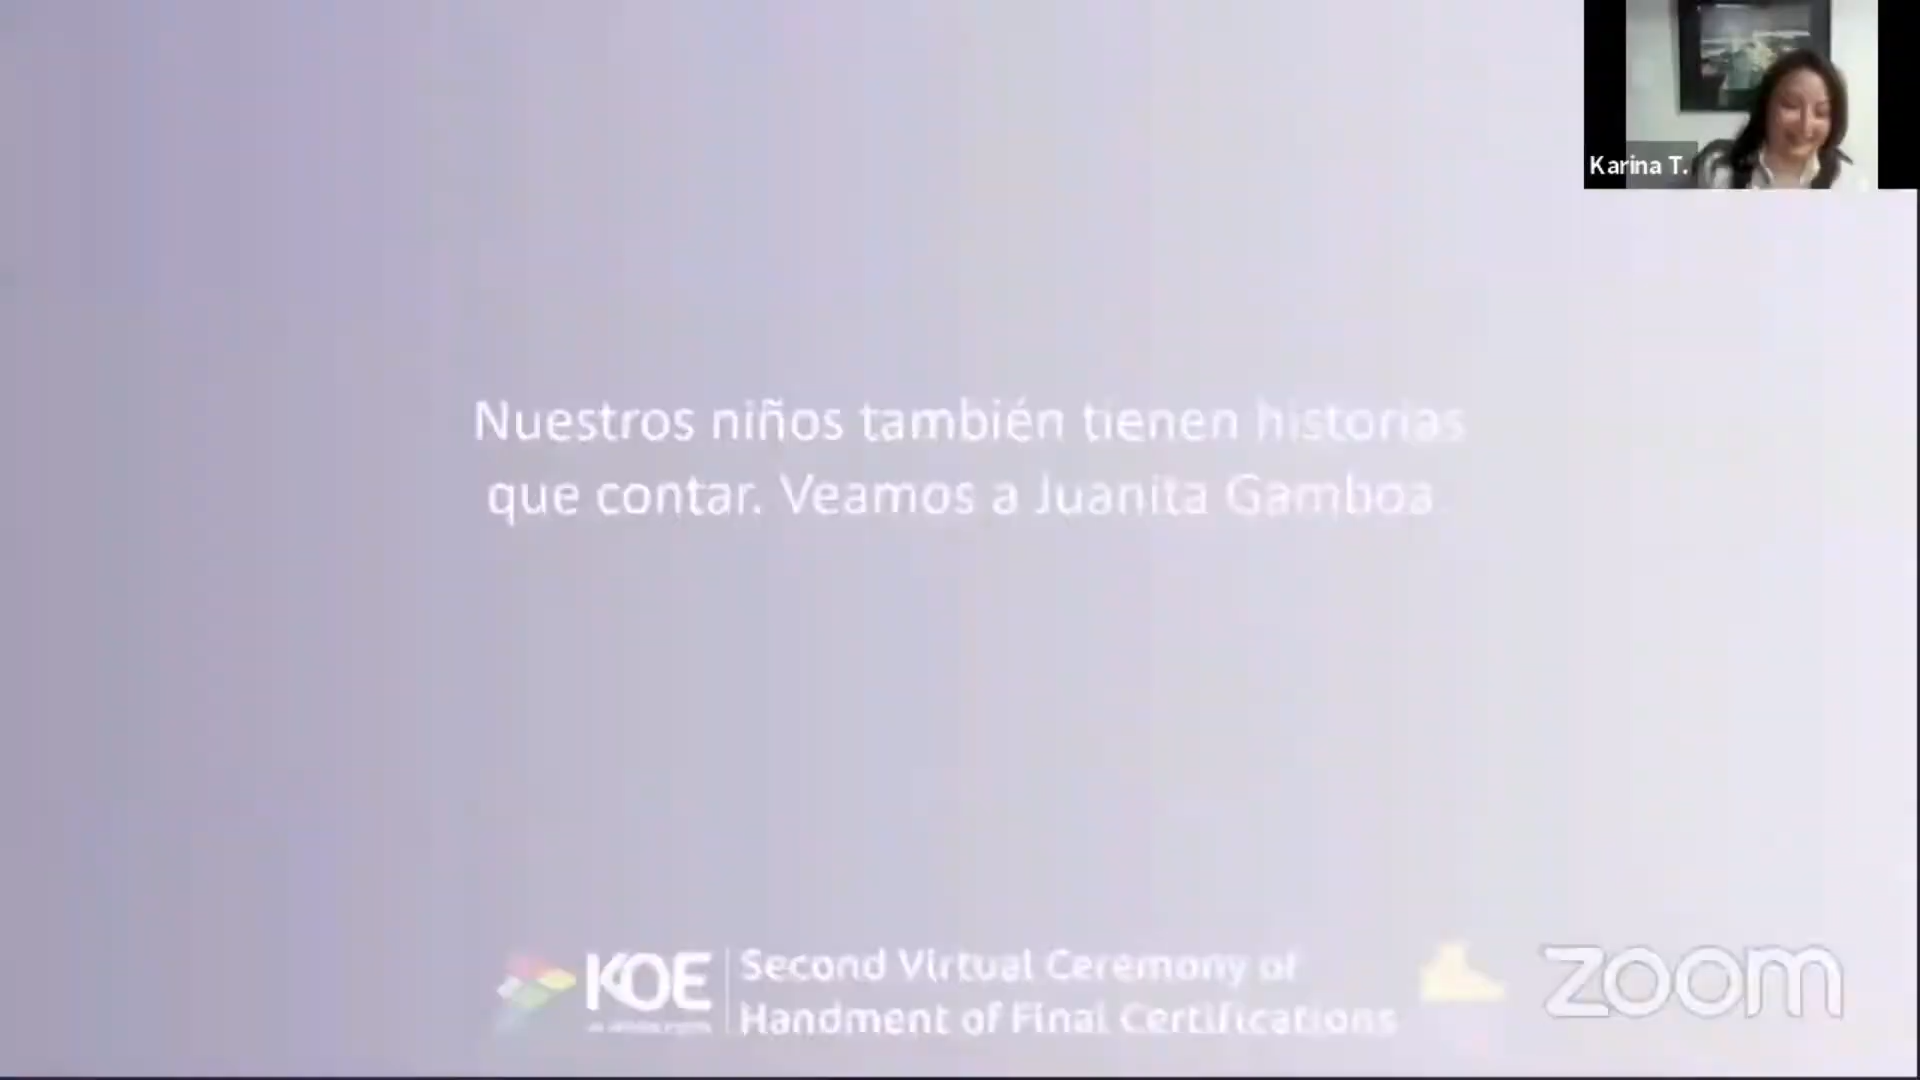 Karina T.
Nuestros niños también tienen historias
que contar. Veamos a Juanita Gamboa
KOE
Second Virtual Ceremony of
Handment of Final Certifications
zoom